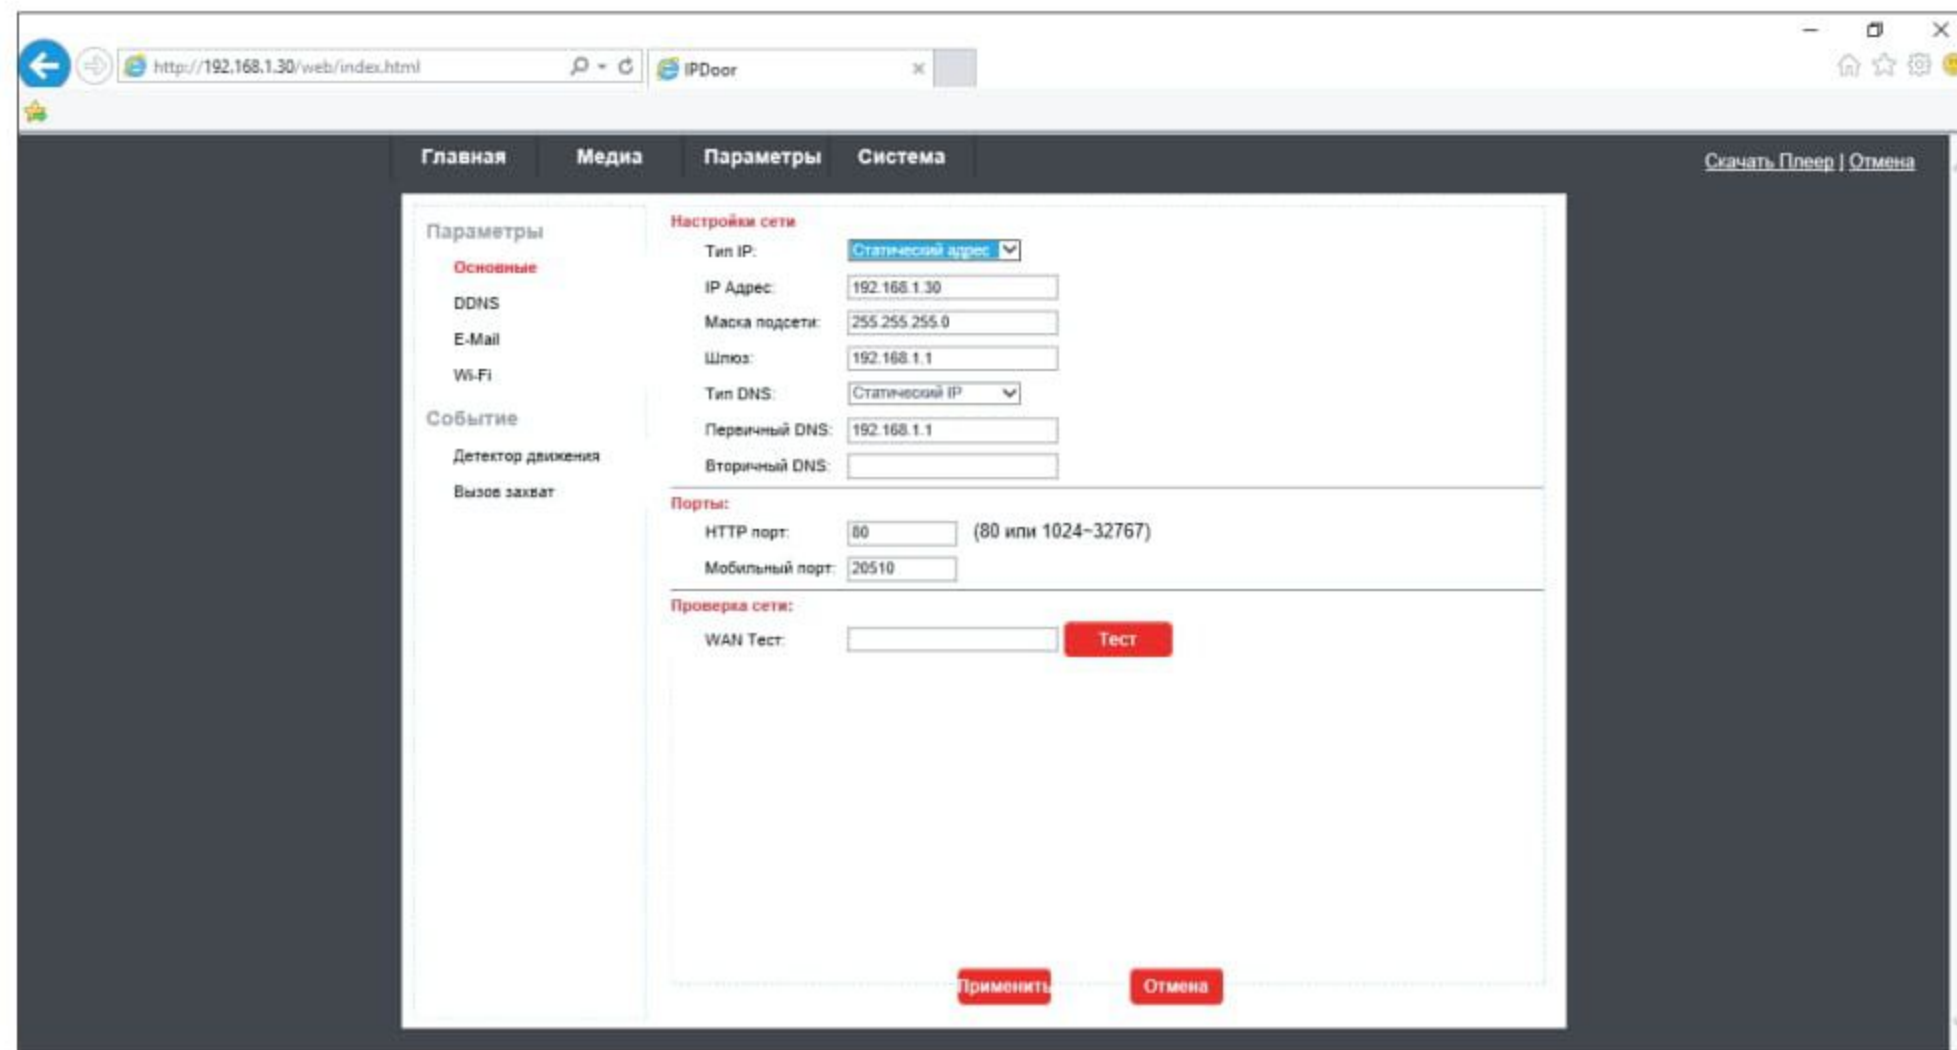 http://192.168.1.30/web/index.html
IPDoor
Главная Медиа Параметры Система
Скачать Плеер | Отмена
Параметры
Основные
DDNS
E-Mail
Wi-Fi
Событие
Детектор движения
Вызов захват
Настройки сети
Тип IP: Статический адрес
IP Адрес: 192.168.1.30
Маска подсети: 255.255.255.0
Шлюз: 192.168.1.1
Тип DNS: Статический IP
Первичный DNS: 192.168.1.1
Вторичный DNS:
Порты:
HTTP порт: 80 (80 или 1024~32767)
Мобильный порт: 20510
Проверка сети:
WAN Тест: Тест
Применить Отмена